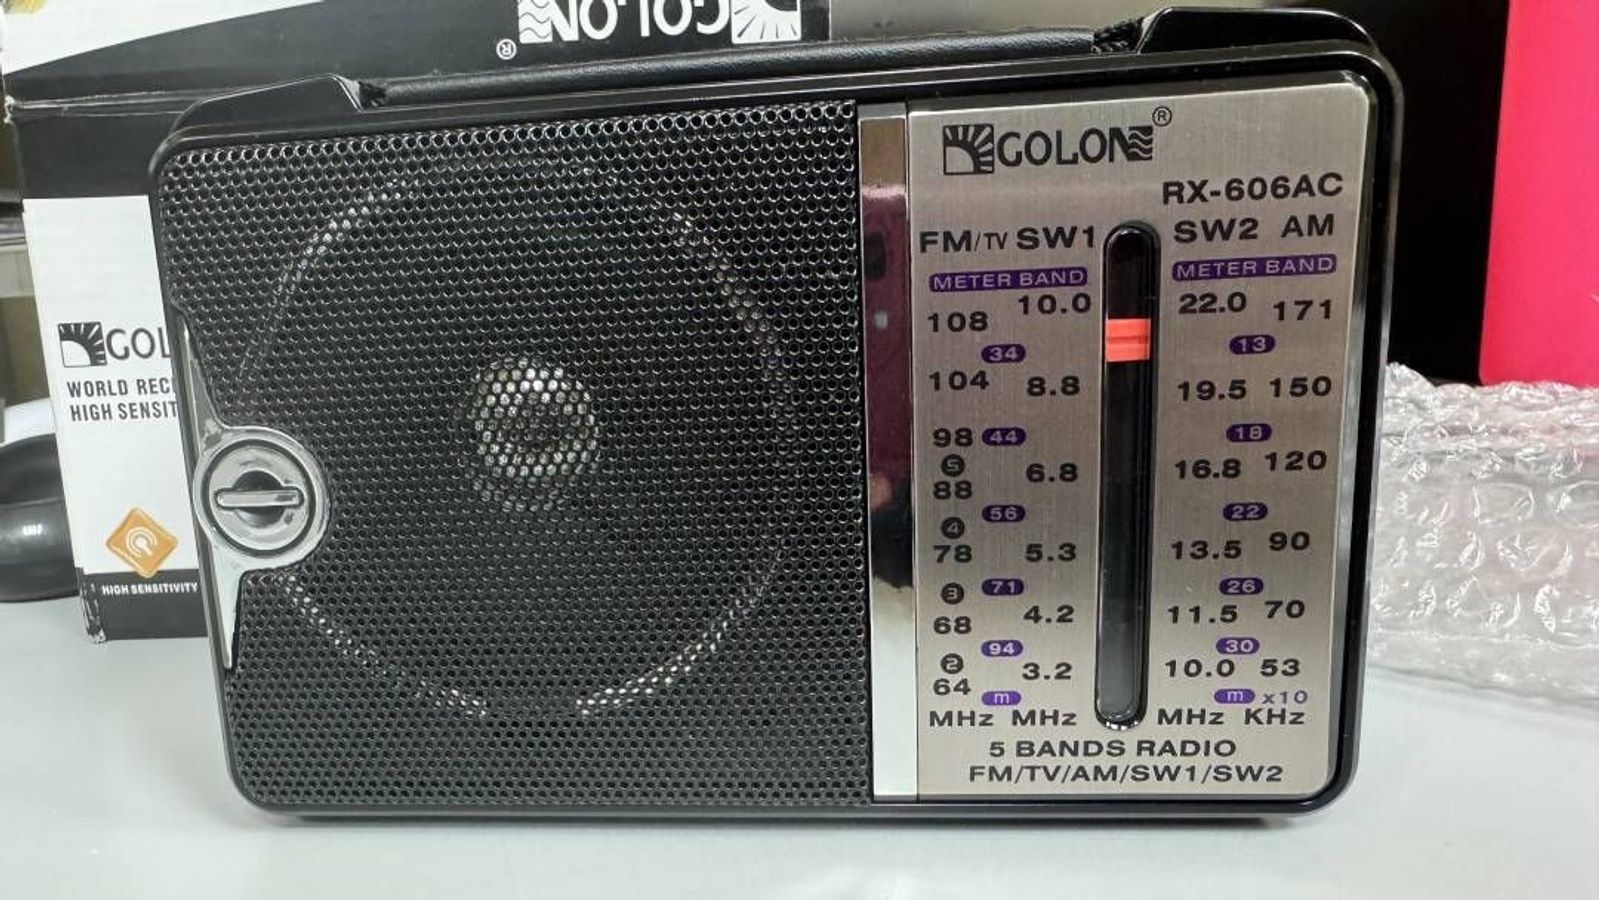 GOLON
®
GOLON ®
RX-606AC
FM/TV SW1 SW2 AM
METER BAND METER BAND
108 10.0 22.0 171
34 13
104 8.8 19.5 150
98 44 18
5 6.8 16.8 120
88
56 22
4
78 5.3 13.5 90
3 71 26
68 4.2 11.5 70
94 30
2 3.2 10.0 53
64 m m x10
MHz MHz MHz KHz
5 BANDS RADIO
FM/TV/AM/SW1/SW2
GOL
WORLD REC
HIGH SENSIT
HIGH SENSITIVITY